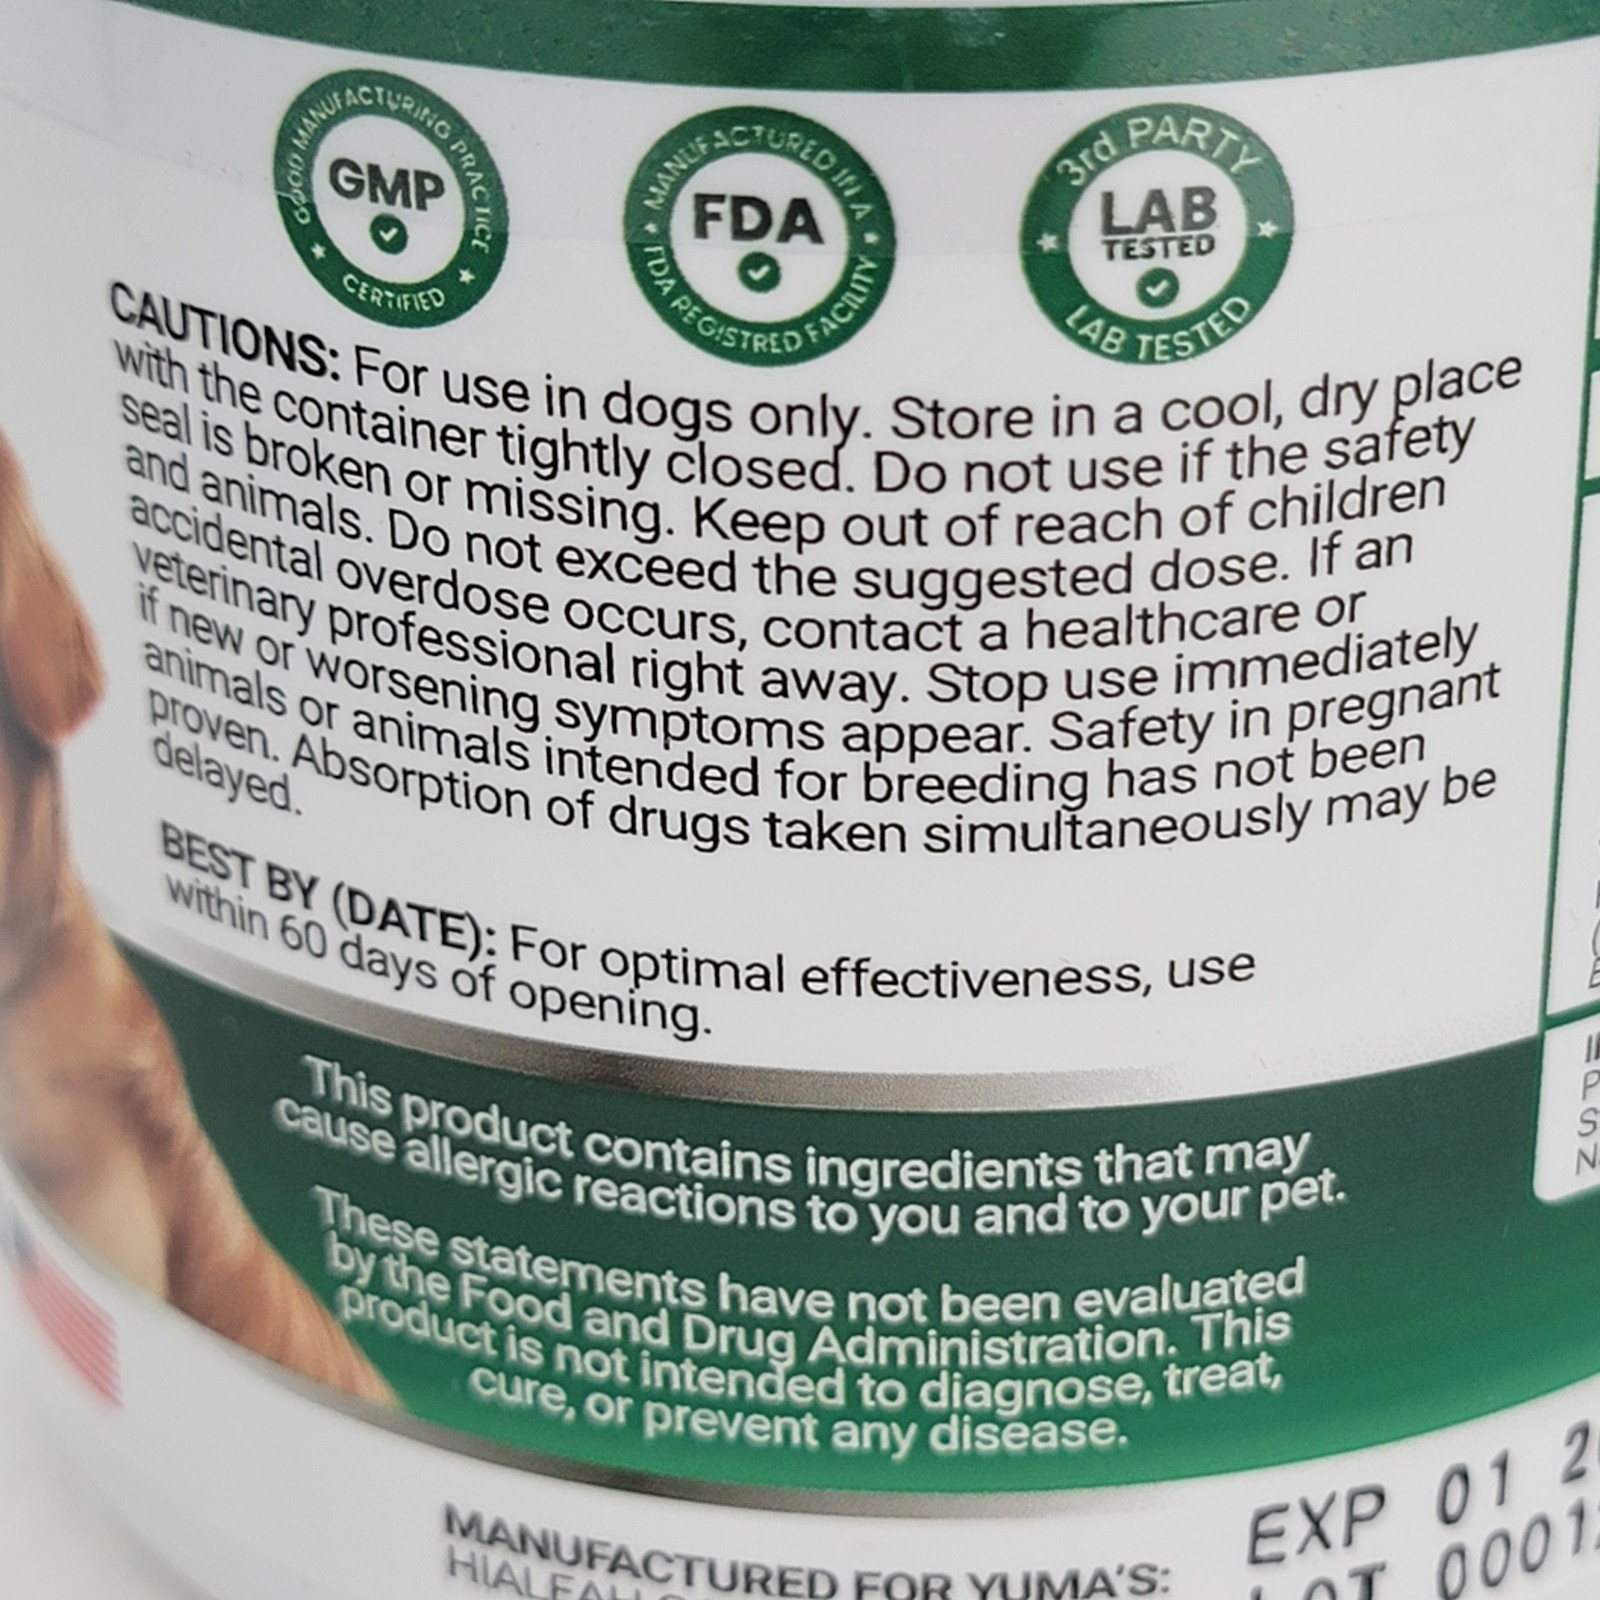 GOOD MANUFACTURING PRACTICE
GMP
CERTIFIED
MANUFACTURED IN A
FDA
FDA REGISTRED FACILITY
3rd PARTY
LAB
TESTED
LAB TESTED
CAUTIONS: For use in dogs only. Store in a cool, dry place
with the container tightly closed. Do not use if the safety
seal is broken or missing. Keep out of reach of children
and animals. Do not exceed the suggested dose. If an
accidental overdose occurs, contact a healthcare or
veterinary professional right away. Stop use immediately
if new or worsening symptoms appear. Safety in pregnant
animals or animals intended for breeding has not been
proven. Absorption of drugs taken simultaneously may be
delayed.
BEST BY (DATE): For optimal effectiveness, use
within 60 days of opening.
This product contains ingredients that may
cause allergic reactions to you and to your pet.
These statements have not been evaluated
by the Food and Drug Administration. This
product is not intended to diagnose, treat,
cure, or prevent any disease.
MANUFACTURED FOR YUMA'S:
HIALEAH
EXP 01
LOT